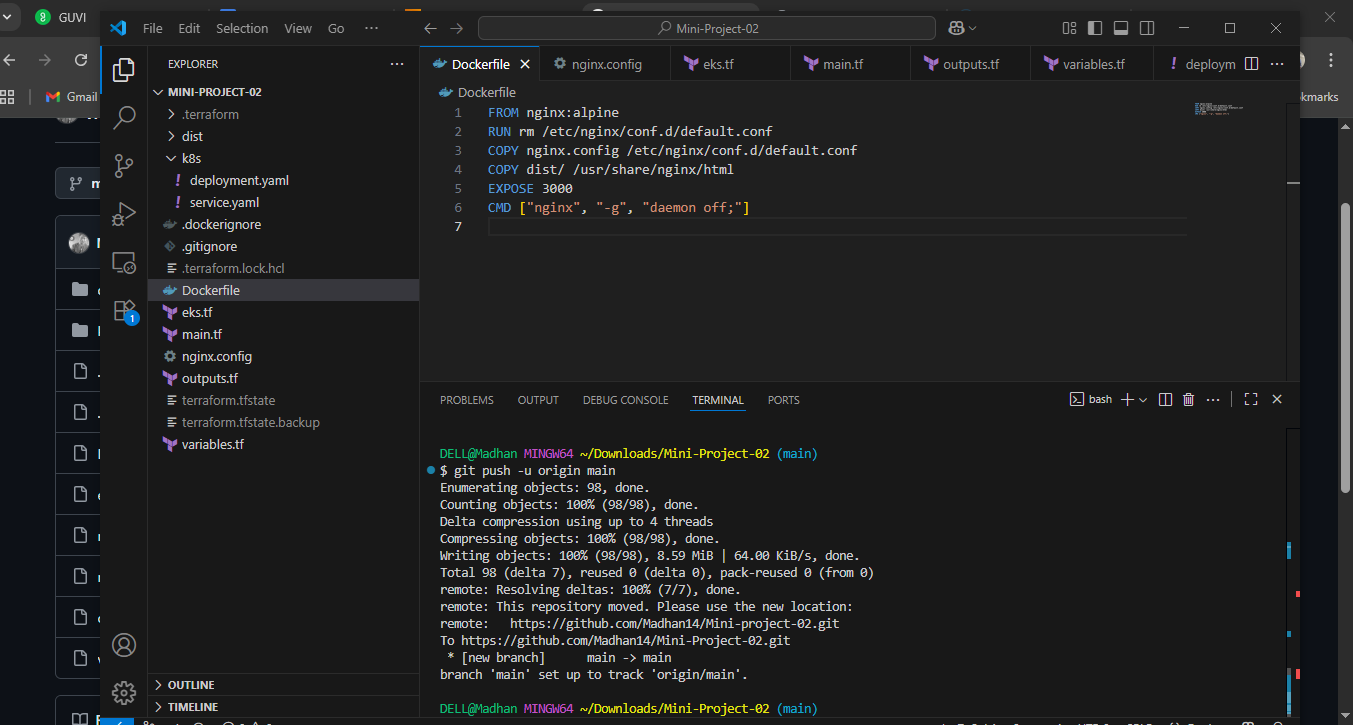 GUVI
File Edit Selection View Go ··· Mini-Project-02
Gmail
kmarks
EXPLORER
MINI-PROJECT-02
.terraform
dist
k8s
! deployment.yaml
! service.yaml
.dockerignore
.gitignore
.terraform.lock.hcl
Dockerfile
eks.tf
main.tf
nginx.config
outputs.tf
terraform.tfstate
terraform.tfstate.backup
variables.tf
OUTLINE
TIMELINE
1
Dockerfile nginx.config eks.tf main.tf outputs.tf variables.tf ! deploym
Dockerfile
1 FROM nginx:alpine
2 RUN rm /etc/nginx/conf.d/default.conf
3 COPY nginx.config /etc/nginx/conf.d/default.conf
4 COPY dist/ /usr/share/nginx/html
5 EXPOSE 3000
6 CMD ["nginx", "-g", "daemon off;"]
7
PROBLEMS OUTPUT DEBUG CONSOLE TERMINAL PORTS bash
DELL@Madhan MINGW64 ~/Downloads/Mini-Project-02 (main)
$ git push -u origin main
Enumerating objects: 98, done.
Counting objects: 100% (98/98), done.
Delta compression using up to 4 threads
Compressing objects: 100% (98/98), done.
Writing objects: 100% (98/98), 8.59 MiB | 64.00 KiB/s, done.
Total 98 (delta 7), reused 0 (delta 0), pack-reused 0 (from 0)
remote: Resolving deltas: 100% (7/7), done.
remote: This repository moved. Please use the new location:
remote:   https://github.com/Madhan14/Mini-project-02.git
To https://github.com/Madhan14/Mini-Project-02.git
 * [new branch]      main -> main
branch 'main' set up to track 'origin/main'.
DELL@Madhan MINGW64 ~/Downloads/Mini-Project-02 (main)